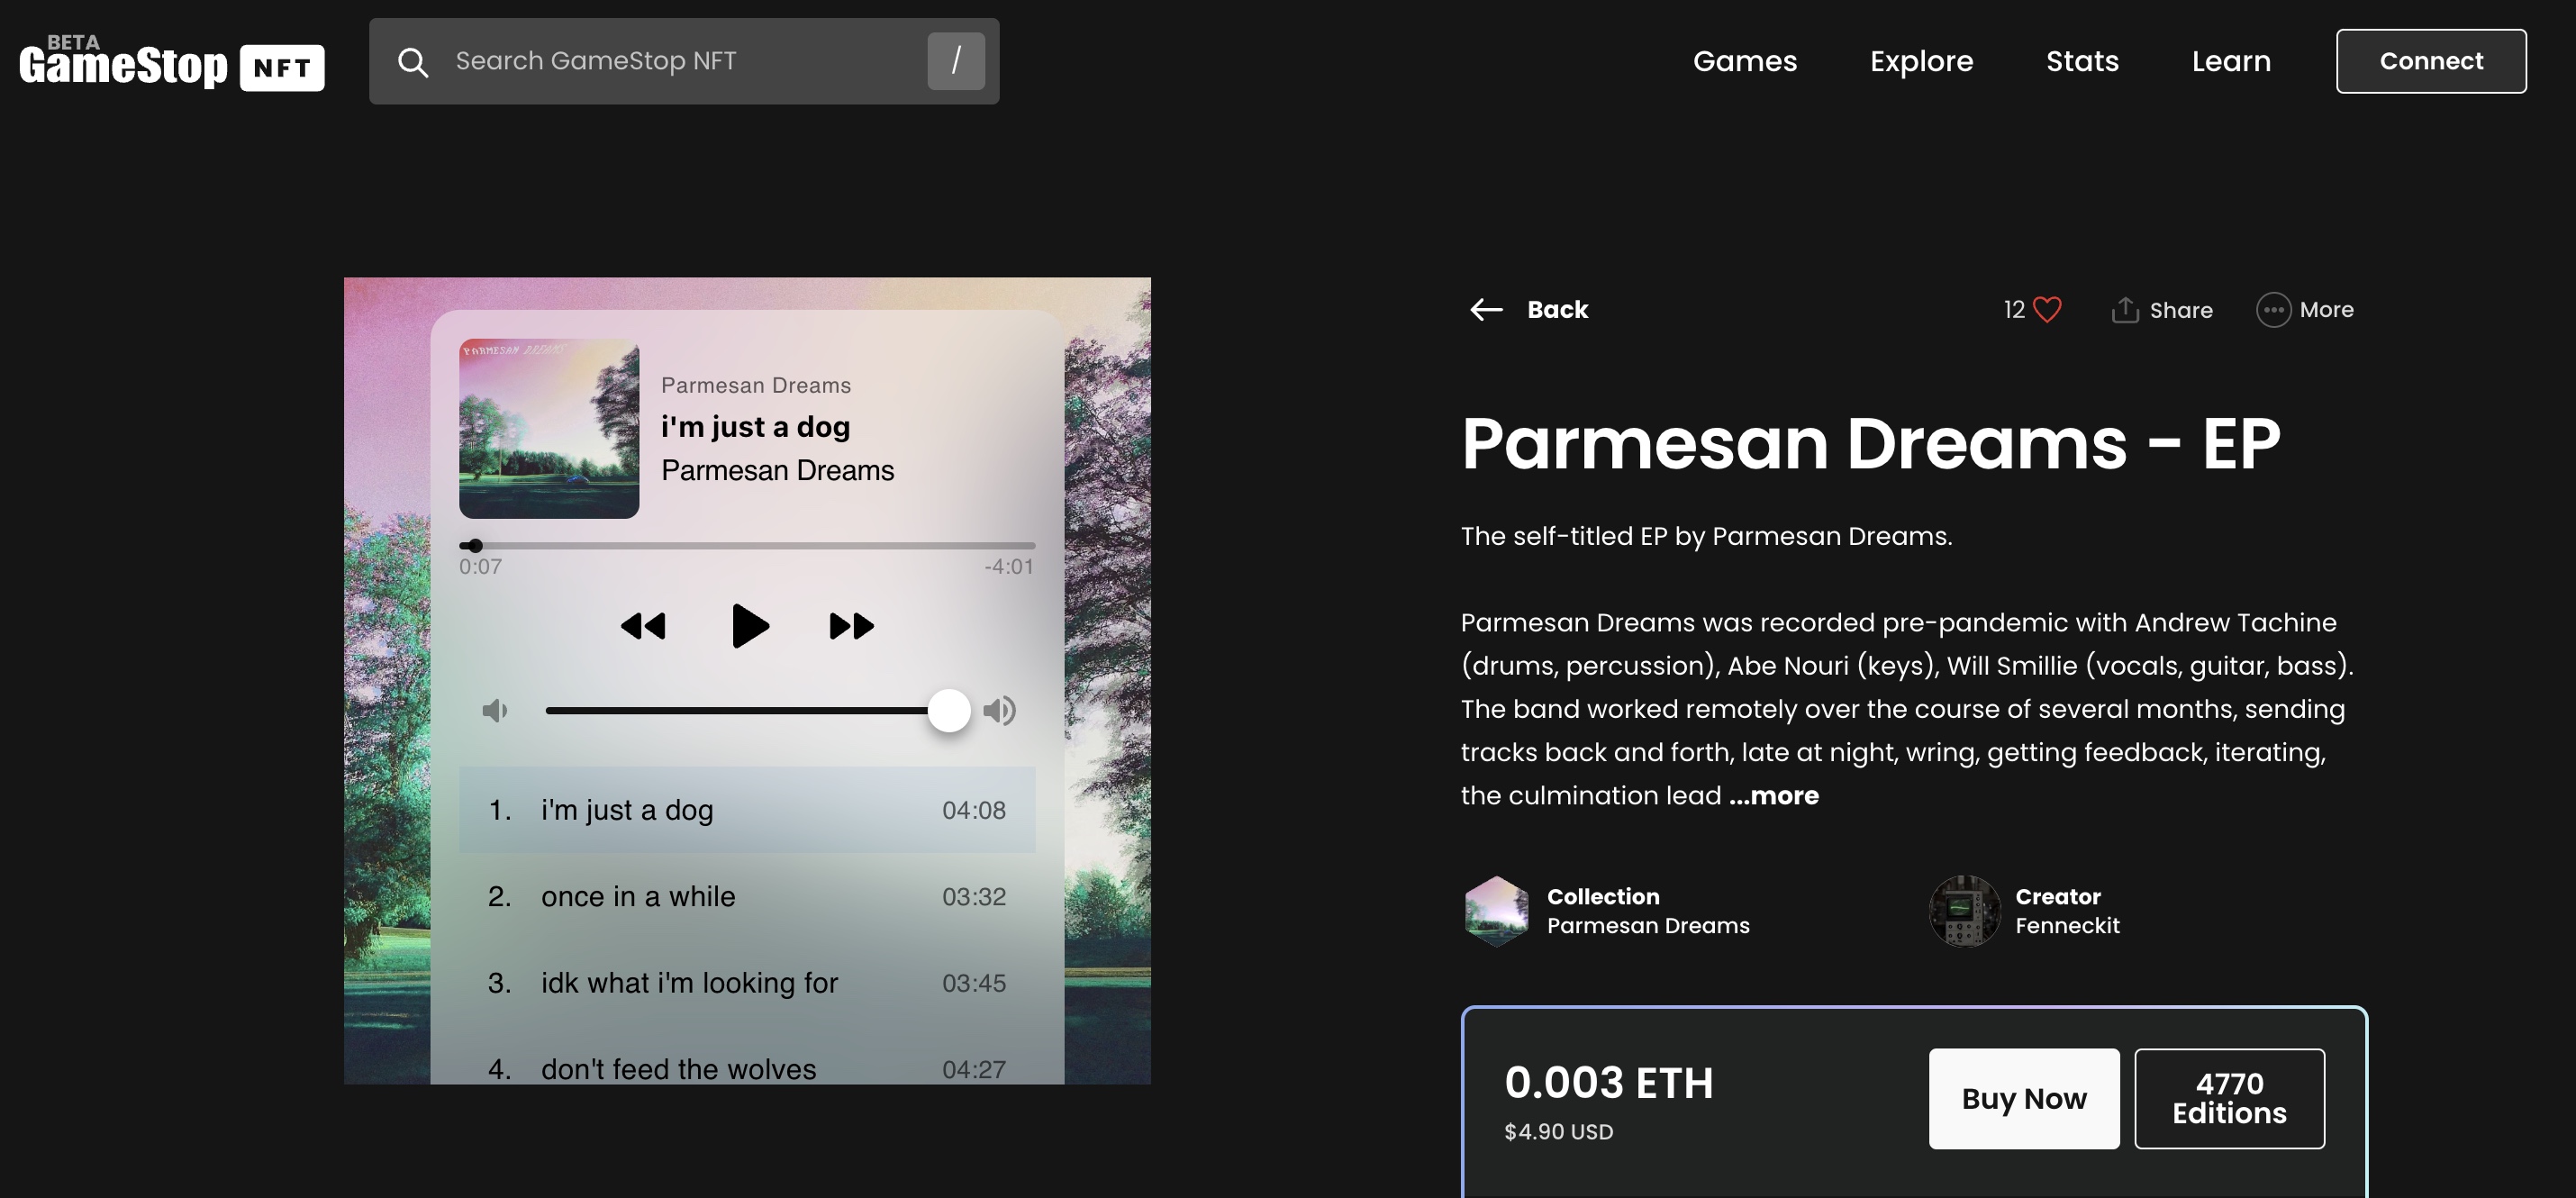 BETA
GameStop NFT
Search GameStop NFT
/
Games
Explore
Stats
Learn
Connect
PARMESAN DREAMS
Parmesan Dreams
i'm just a dog
Parmesan Dreams
0:07
-4:01
1. i'm just a dog 04:08
2. once in a while 03:32
3. idk what i'm looking for 03:45
4. don't feed the wolves 04:27
Back
12
Share
More
Parmesan Dreams - EP
The self-titled EP by Parmesan Dreams.
Parmesan Dreams was recorded pre-pandemic with Andrew Tachine
(drums, percussion), Abe Nouri (keys), Will Smillie (vocals, guitar, bass).
The band worked remotely over the course of several months, sending
tracks back and forth, late at night, wring, getting feedback, iterating,
the culmination lead ...more
Collection
Parmesan Dreams
Creator
Fenneckit
0.003 ETH
$4.90 USD
Buy Now
4770
Editions